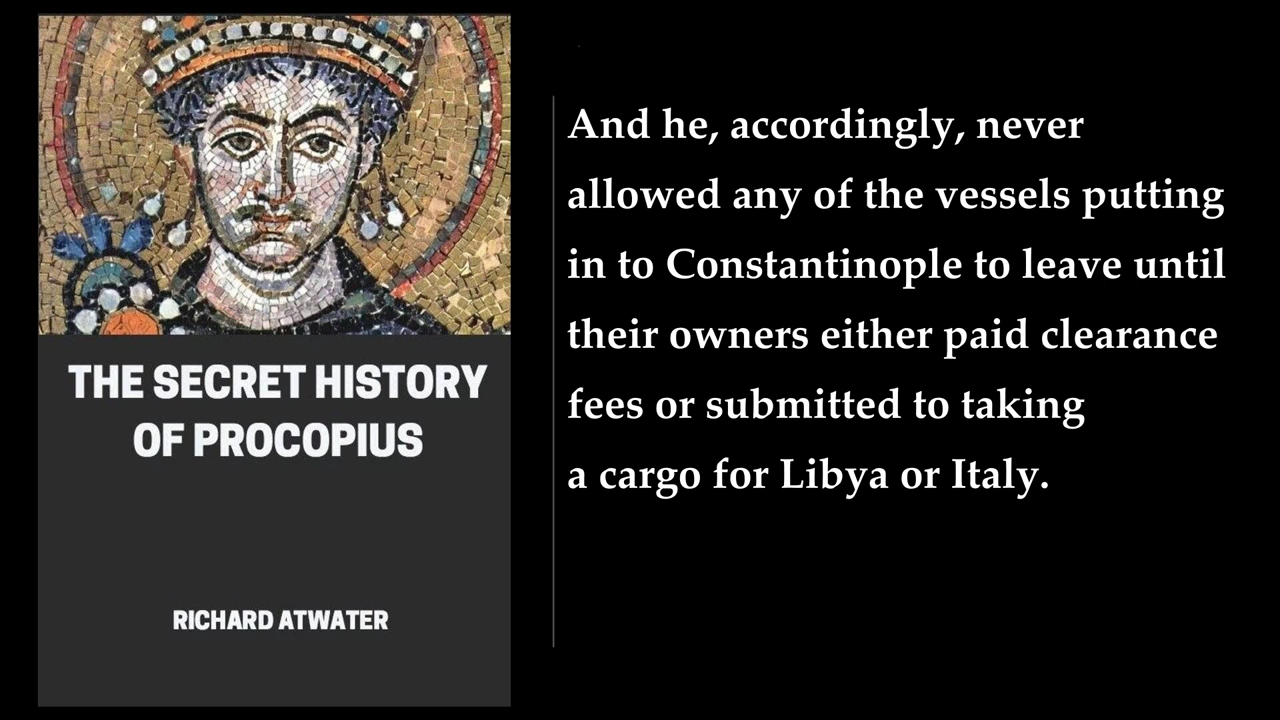 THE SECRET HISTORY
OF PROCOPIUS
RICHARD ATWATER
And he, accordingly, never
allowed any of the vessels putting
in to Constantinople to leave until
their owners either paid clearance
fees or submitted to taking
a cargo for Libya or Italy.